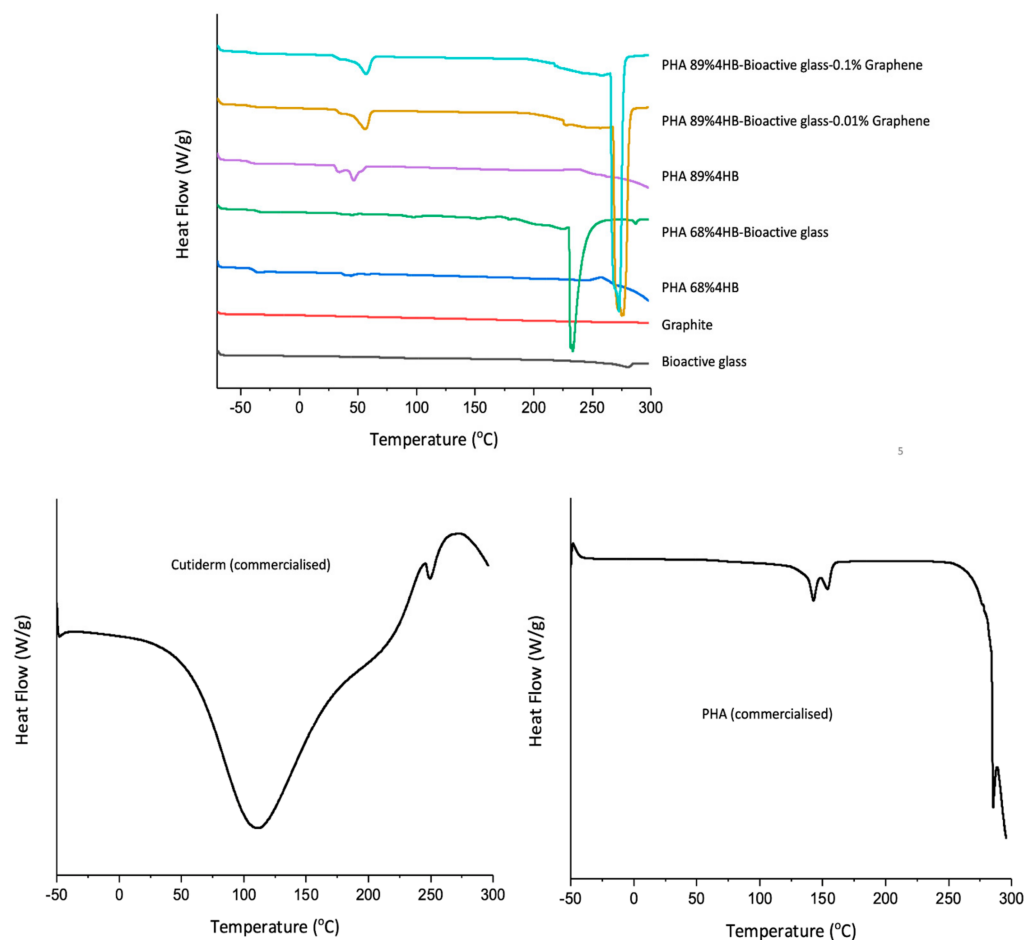 Heat Flow (W/g)
PHA 89%4HB-Bioactive glass-0.1% Graphene
PHA 89%4HB-Bioactive glass-0.01% Graphene
PHA 89%4HB
PHA 68%4HB-Bioactive glass
PHA 68%4HB
Graphite
Bioactive glass
-50 0 50 100 150 200 250 300
Temperature (°C)
5
Heat Flow (W/g)
Cutiderm (commercialised)
-50 0 50 100 150 200 250 300
Temperature (°C)
Heat Flow (W/g)
PHA (commercialised)
-50 0 50 100 150 200 250 300
Temperature (°C)